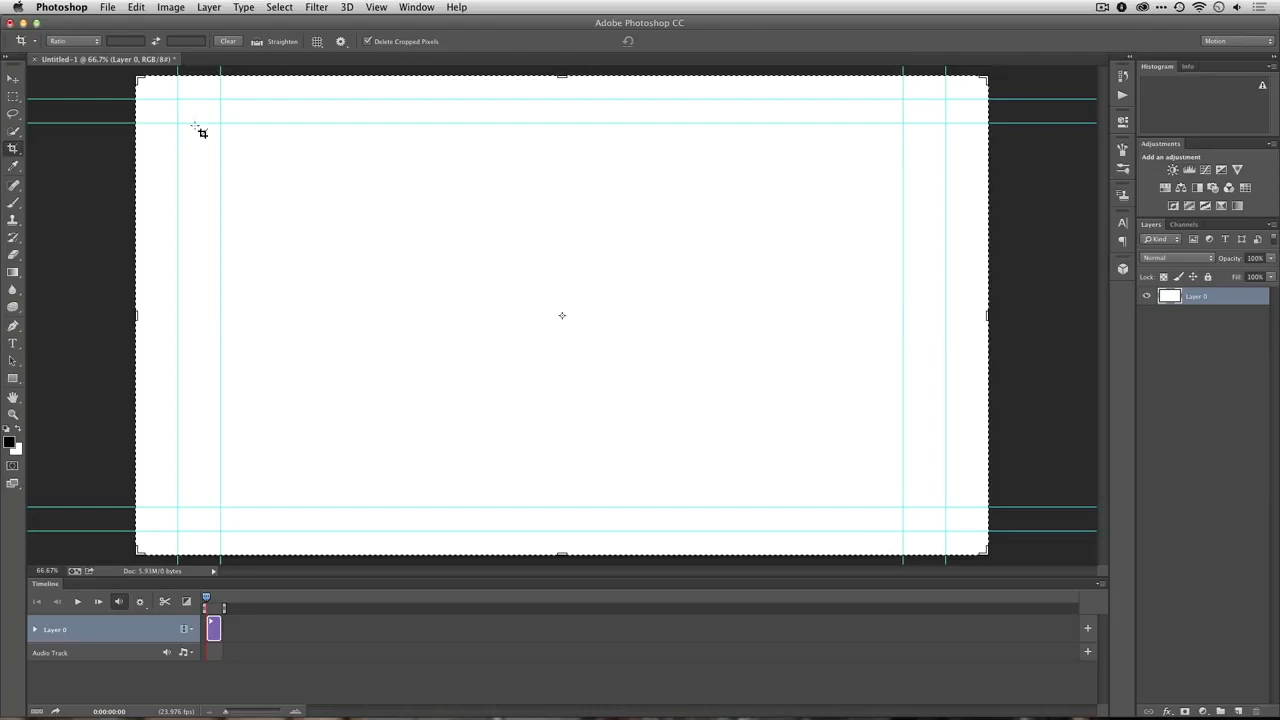 Photoshop File Edit Image Layer Type Select Filter 3D View Window Help
Adobe Photoshop CC
Ratio Clear Straighten Delete Cropped Pixels Motion
Untitled-1 @ 66.7% (Layer 0, RGB/8#) *
Histogram Info
Adjustments
Add an adjustment
Layers Channels
Kind
Normal Opacity: 100%
Lock: Fill: 100%
Layer 0
66.67% Doc: 5.93M/0 bytes
Timeline
Layer 0
Audio Track
0:00:00:00 (23.976 fps)